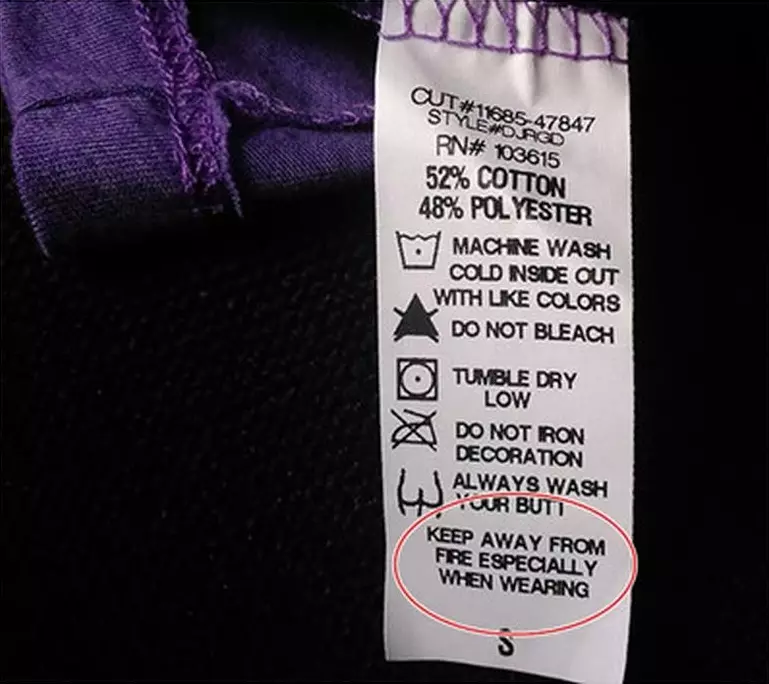 CUT#11685-47847
STYLE#DJRGD
RN# 103615
52% COTTON
48% POLYESTER
MACHINE WASH
COLD INSIDE OUT
WITH LIKE COLORS
DO NOT BLEACH
TUMBLE DRY
LOW
DO NOT IRON
DECORATION
ALWAYS WASH
YOUR BUTT
KEEP AWAY FROM
FIRE ESPECIALLY
WHEN WEARING
S